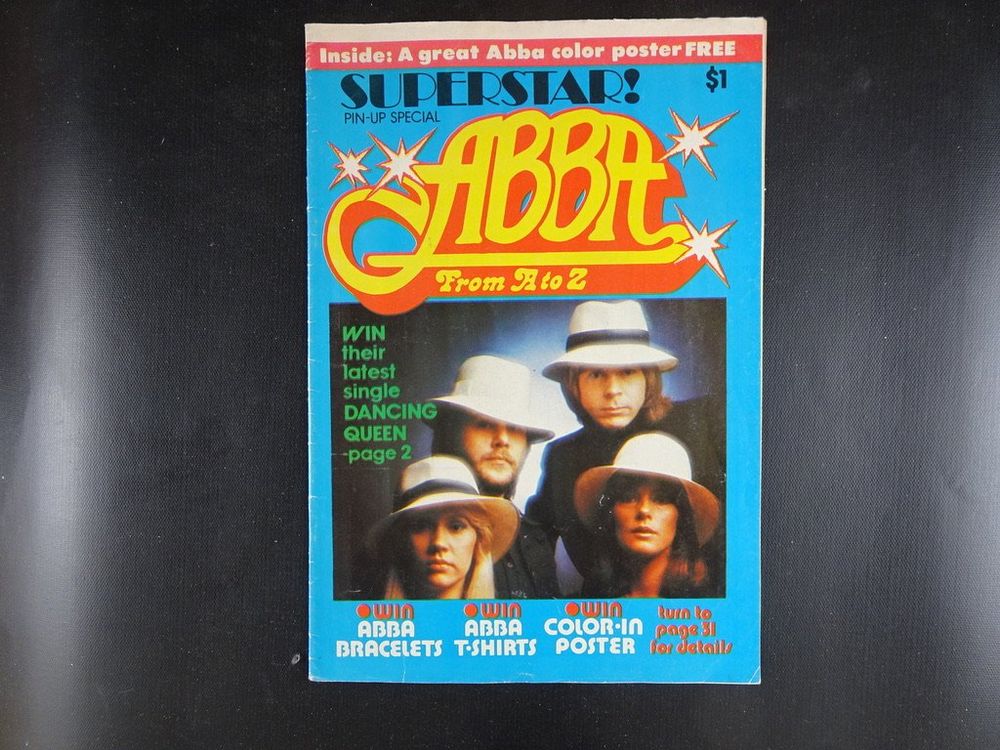 Inside: A great Abba color poster FREE
SUPERSTAR!
$1
PIN-UP SPECIAL
ABBA
From A to Z
WIN
their
latest
single
DANCING
QUEEN
-page 2
WIN
ABBA
BRACELETS
WIN
ABBA
T-SHIRTS
WIN
COLOR-IN
POSTER
turn to
page 31
for details